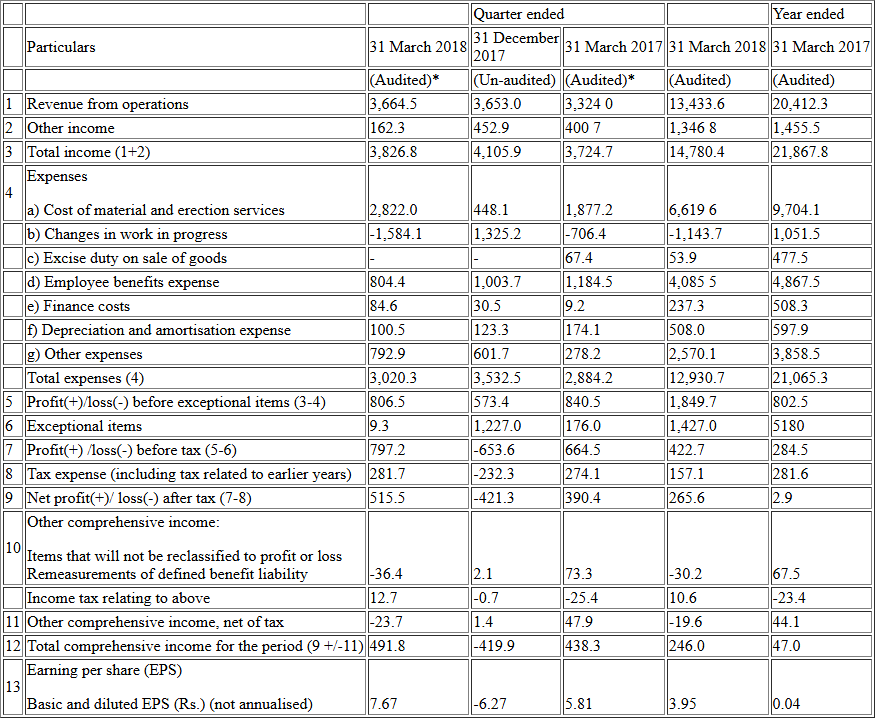 Quarter ended Year ended
Particulars 31 March 2018 31 December 2017 31 March 2017 31 March 2018 31 March 2017
(Audited)* (Un-audited) (Audited)* (Audited) (Audited)
1 Revenue from operations 3,664.5 3,653.0 3,324 0 13,433.6 20,412.3
2 Other income 162.3 452.9 400 7 1,346 8 1,455.5
3 Total income (1+2) 3,826.8 4,105.9 3,724.7 14,780.4 21,867.8
4 Expenses
a) Cost of material and erection services 2,822.0 448.1 1,877.2 6,619 6 9,704.1
b) Changes in work in progress -1,584.1 1,325.2 -706.4 -1,143.7 1,051.5
c) Excise duty on sale of goods - - 67.4 53.9 477.5
d) Employee benefits expense 804.4 1,003.7 1,184.5 4,085 5 4,867.5
e) Finance costs 84.6 30.5 9.2 237.3 508.3
f) Depreciation and amortisation expense 100.5 123.3 174.1 508.0 597.9
g) Other expenses 792.9 601.7 278.2 2,570.1 3,858.5
Total expenses (4) 3,020.3 3,532.5 2,884.2 12,930.7 21,065.3
5 Profit(+)/loss(-) before exceptional items (3-4) 806.5 573.4 840.5 1,849.7 802.5
6 Exceptional items 9.3 1,227.0 176.0 1,427.0 5180
7 Profit(+) /loss(-) before tax (5-6) 797.2 -653.6 664.5 422.7 284.5
8 Tax expense (including tax related to earlier years) 281.7 -232.3 274.1 157.1 281.6
9 Net profit(+)/ loss(-) after tax (7-8) 515.5 -421.3 390.4 265.6 2.9
10 Other comprehensive income:
Items that will not be reclassified to profit or loss
Remeasurements of defined benefit liability -36.4 2.1 73.3 -30.2 67.5
Income tax relating to above 12.7 -0.7 -25.4 10.6 -23.4
11 Other comprehensive income, net of tax -23.7 1.4 47.9 -19.6 44.1
12 Total comprehensive income for the period (9 +/-11) 491.8 -419.9 438.3 246.0 47.0
13 Earning per share (EPS)
Basic and diluted EPS (Rs.) (not annualised) 7.67 -6.27 5.81 3.95 0.04